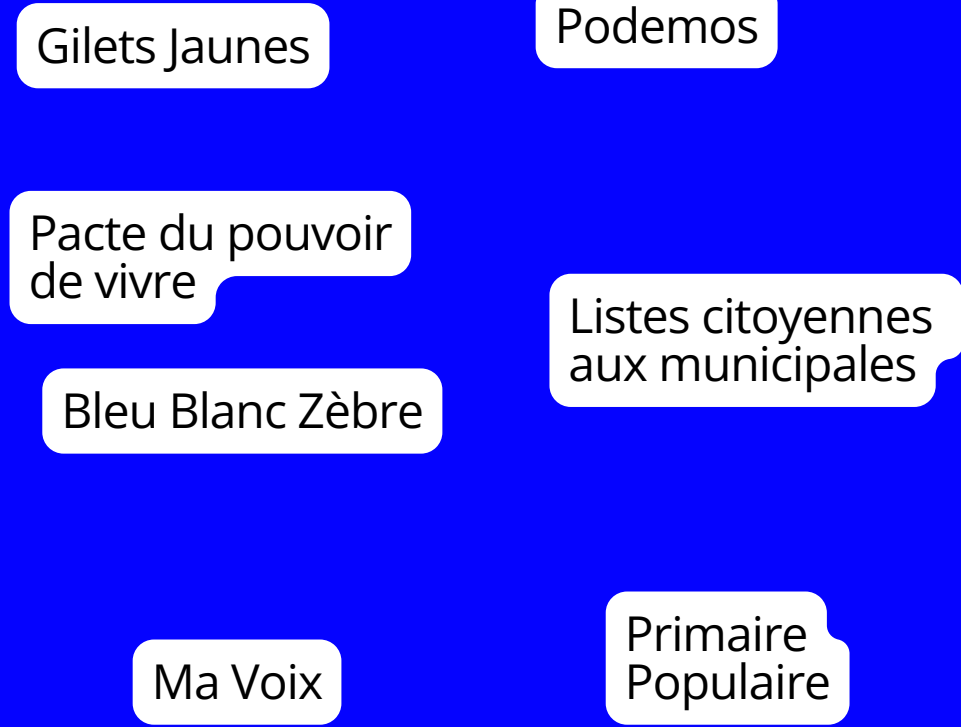 Gilets Jaunes
Podemos
Pacte du pouvoir
de vivre
Listes citoyennes
aux municipales
Bleu Blanc Zèbre
Primaire
Populaire
Ma Voix